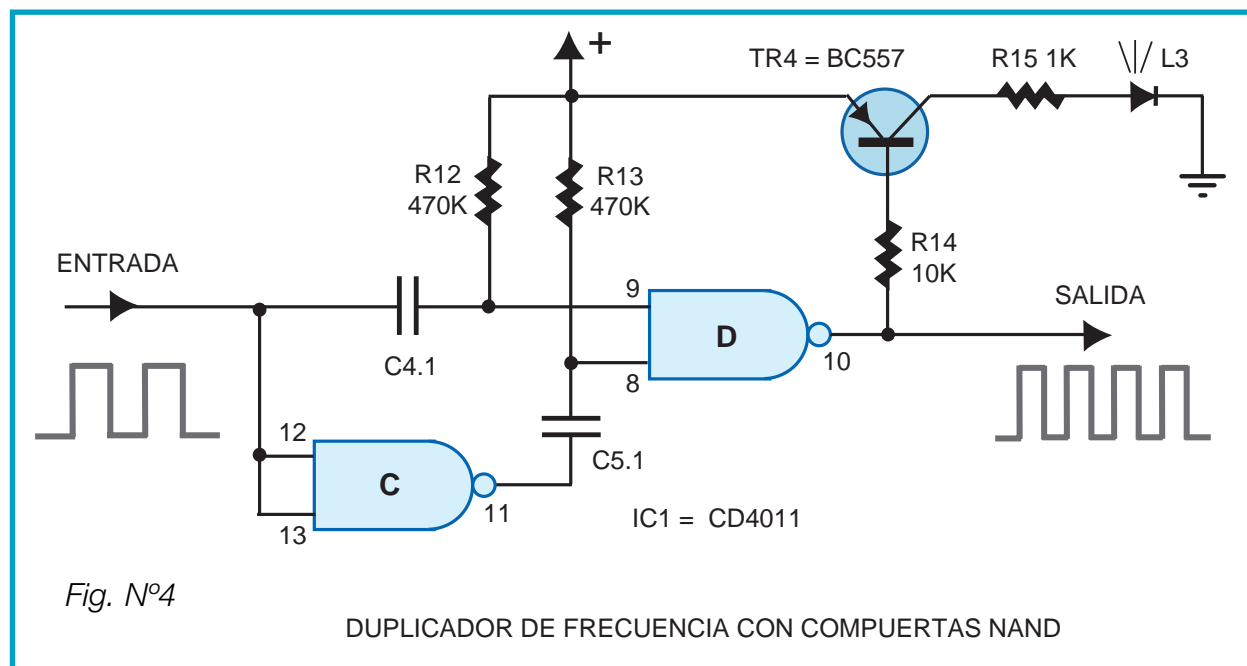 +
TR4 = BC557
R15 1K
L3
R12
470K
R13
470K
R14
10K
ENTRADA
SALIDA
9
D
10
8
C4.1
12
C
11
13
C5.1
IC1 = CD4011
Fig. Nº4
DUPLICADOR DE FRECUENCIA CON COMPUERTAS NAND